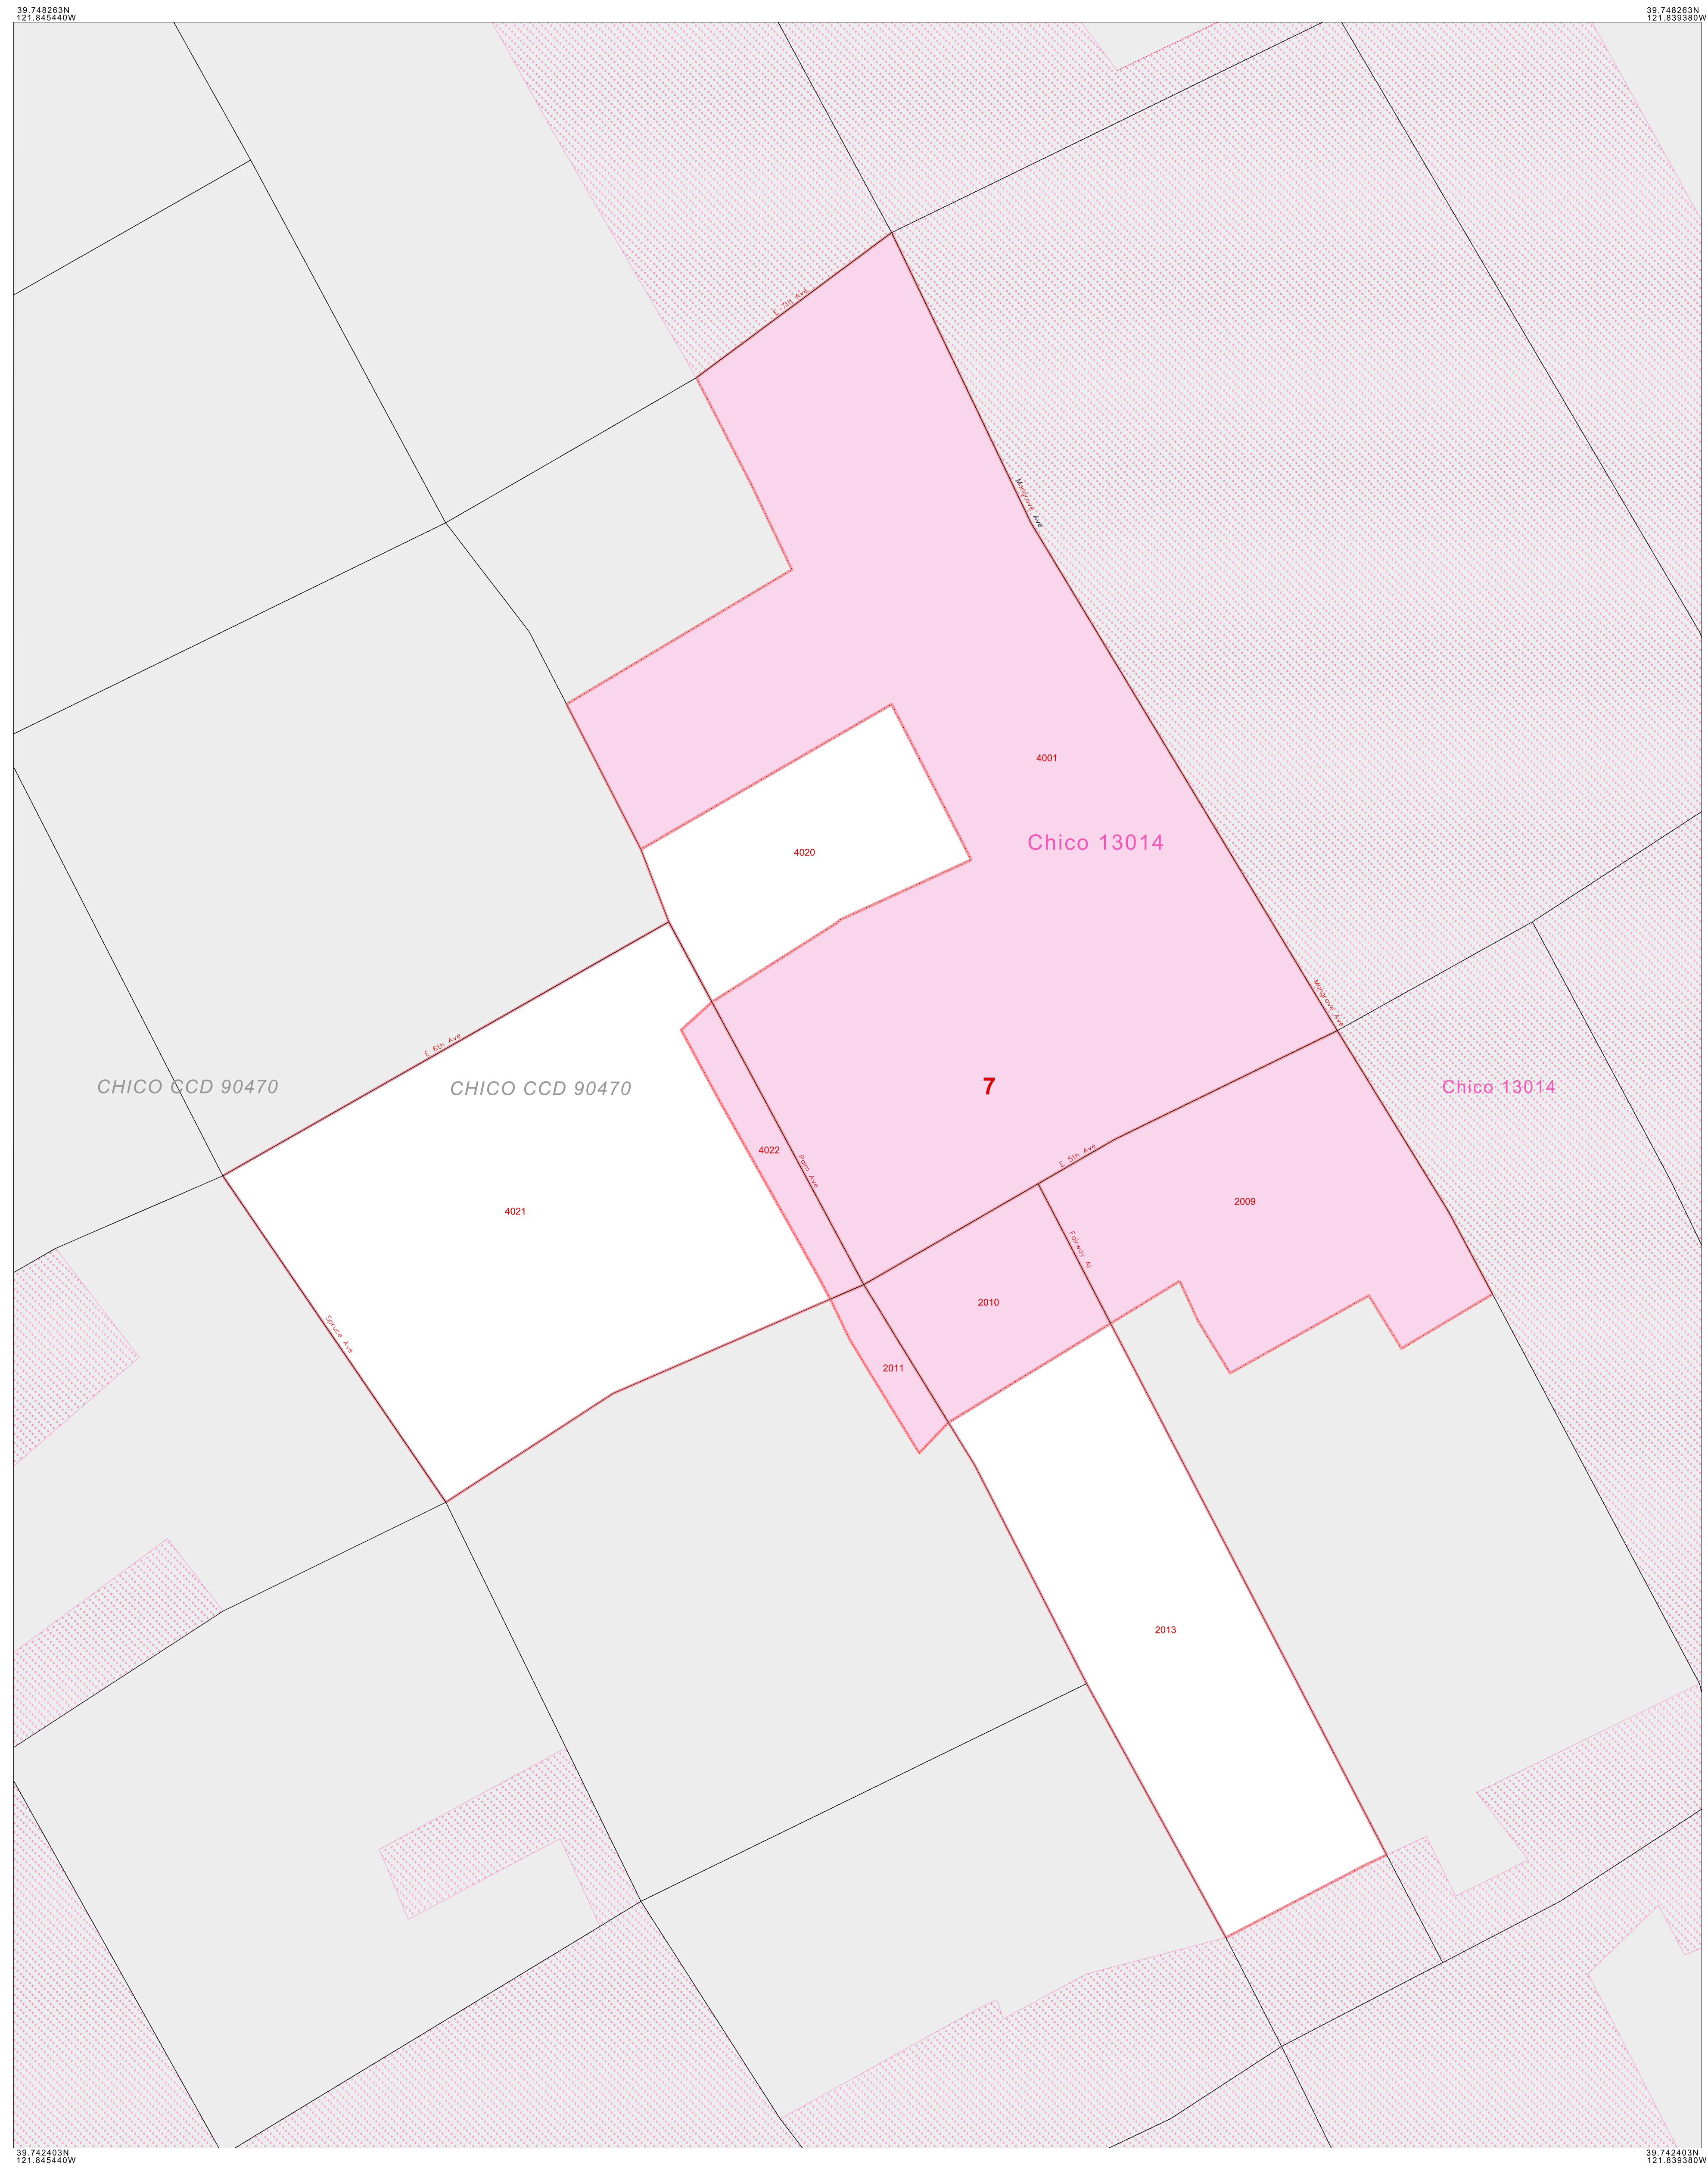 39.748263N
121.845440W
39.748263N
121.839380W
E 7th Ave
Mangrove Ave
4001
Chico 13014
4020
Mangrove Ave
E 6th Ave
CHICO CCD 90470
CHICO CCD 90470
7
Chico 13014
4022
Palm Ave
E 5th Ave
2009
4021
Fairway Al
2010
Spruce Ave
2011
2013
39.742403N
121.845440W
39.742403N
121.839380W